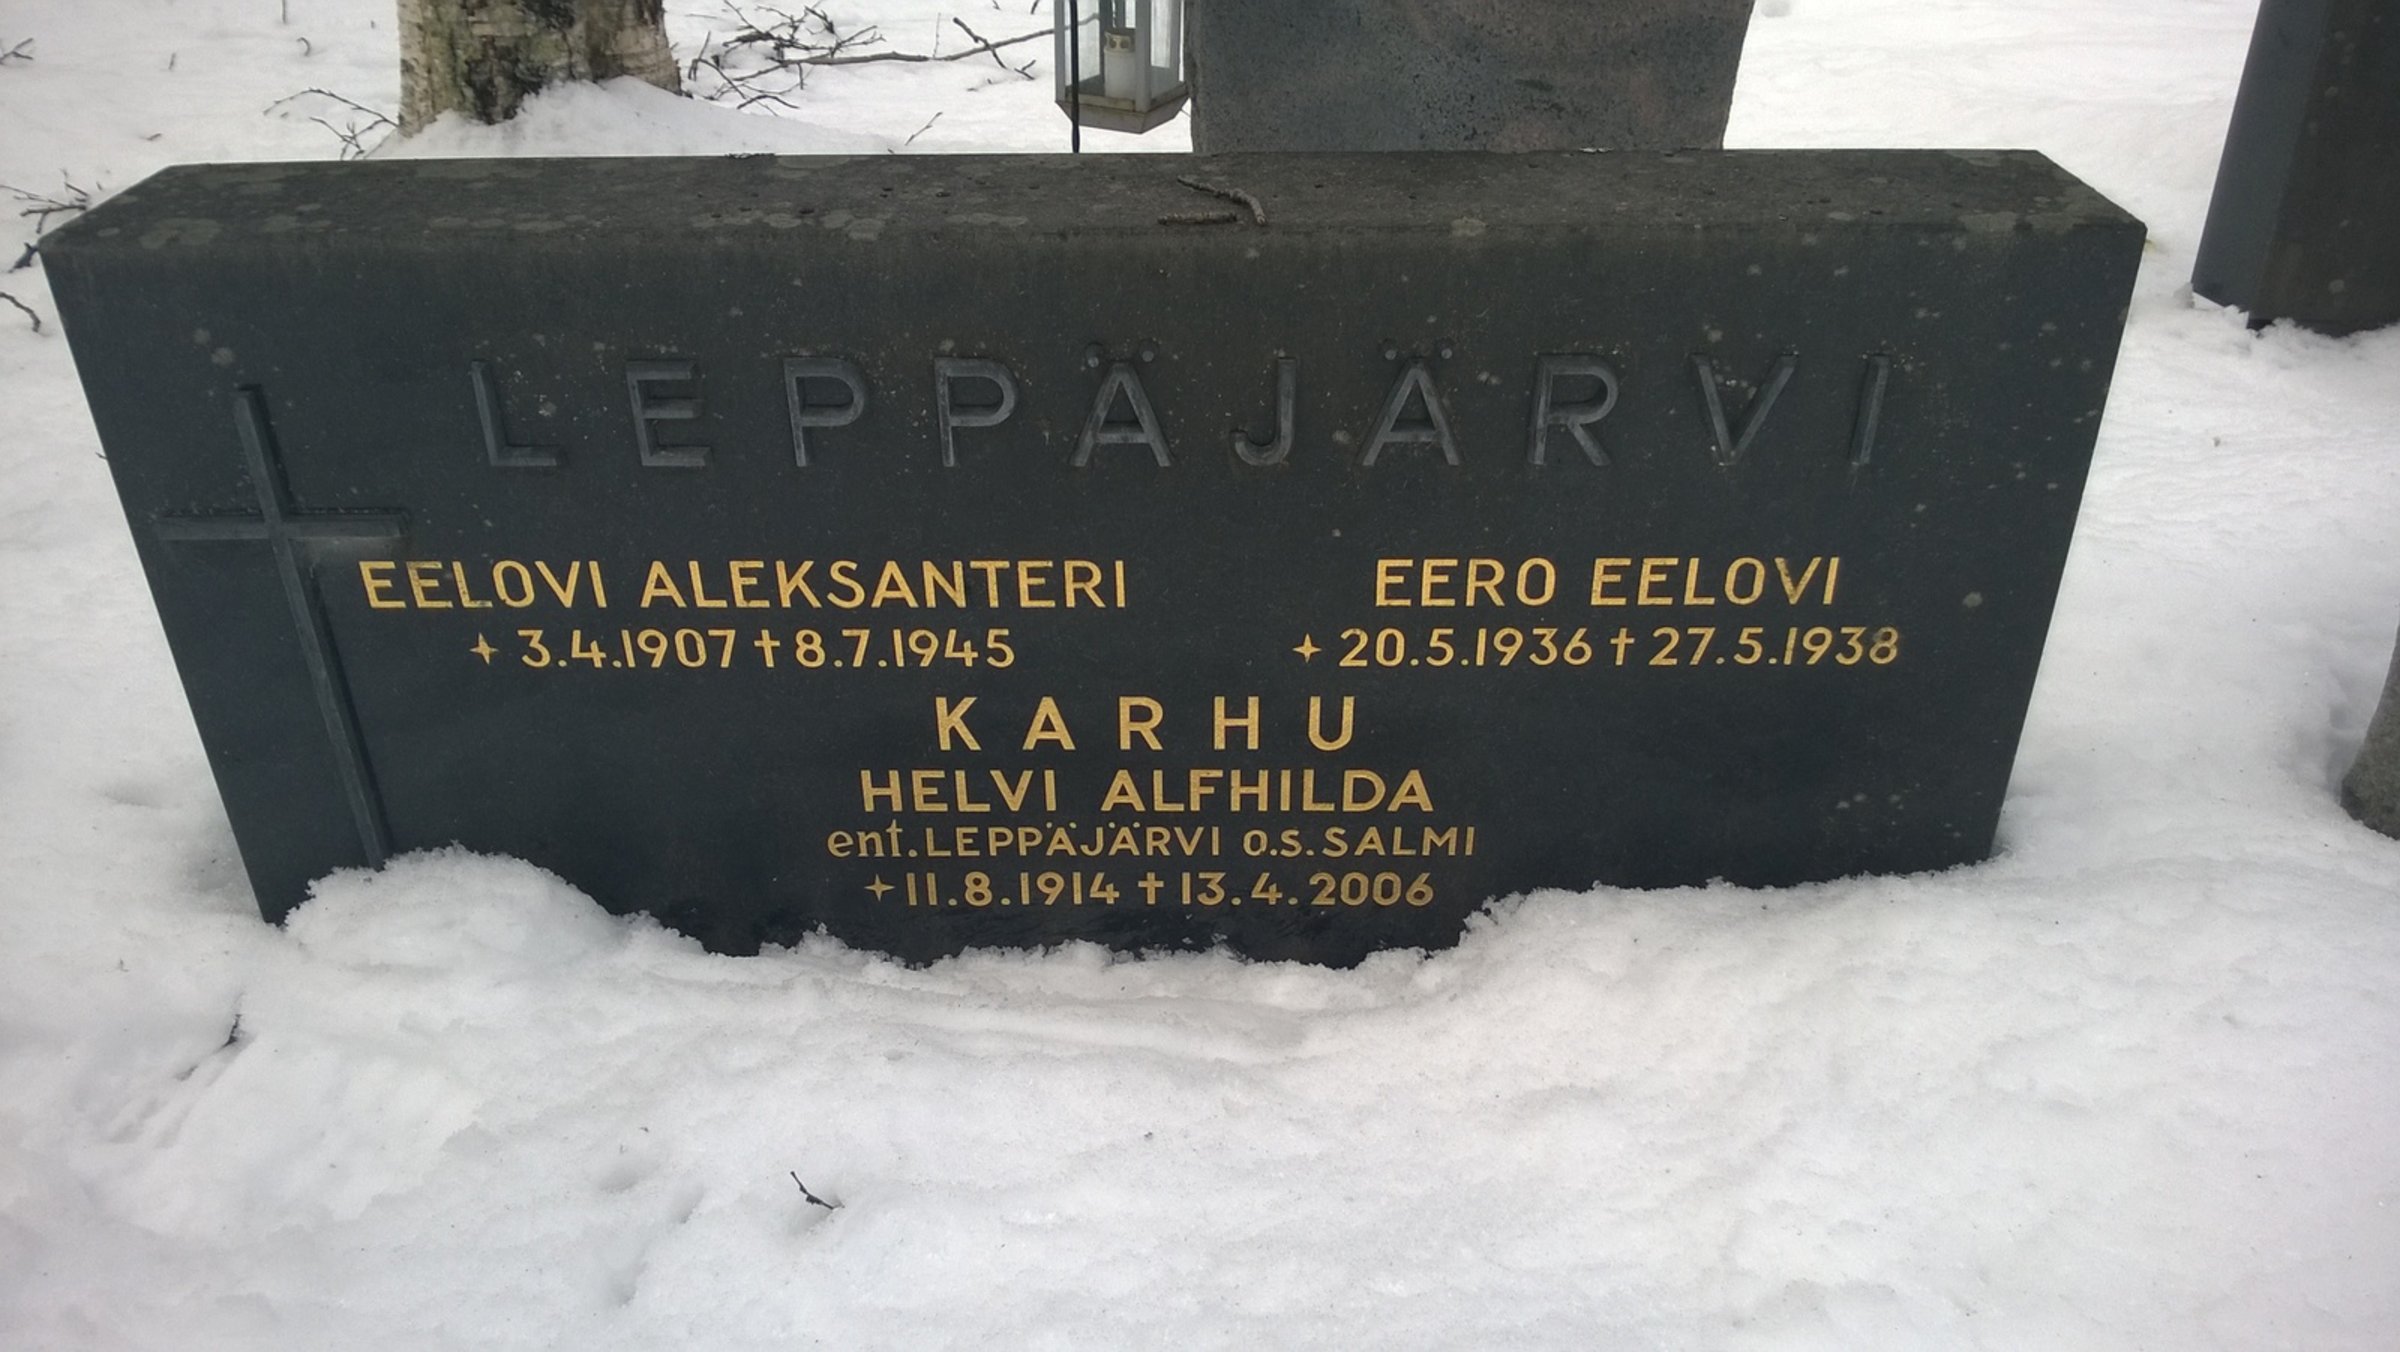 LEPPÄJÄRVI
EELOVI ALEKSANTERI
✦ 3.4.1907 † 8.7.1945
EERO EELOVI
✦ 20.5.1936 † 27.5.1938
KARHU
HELVI ALFHILDA
ent. LEPPÄJÄRVI O.S. SALMI
✦ 11.8.1914 † 13.4.2006